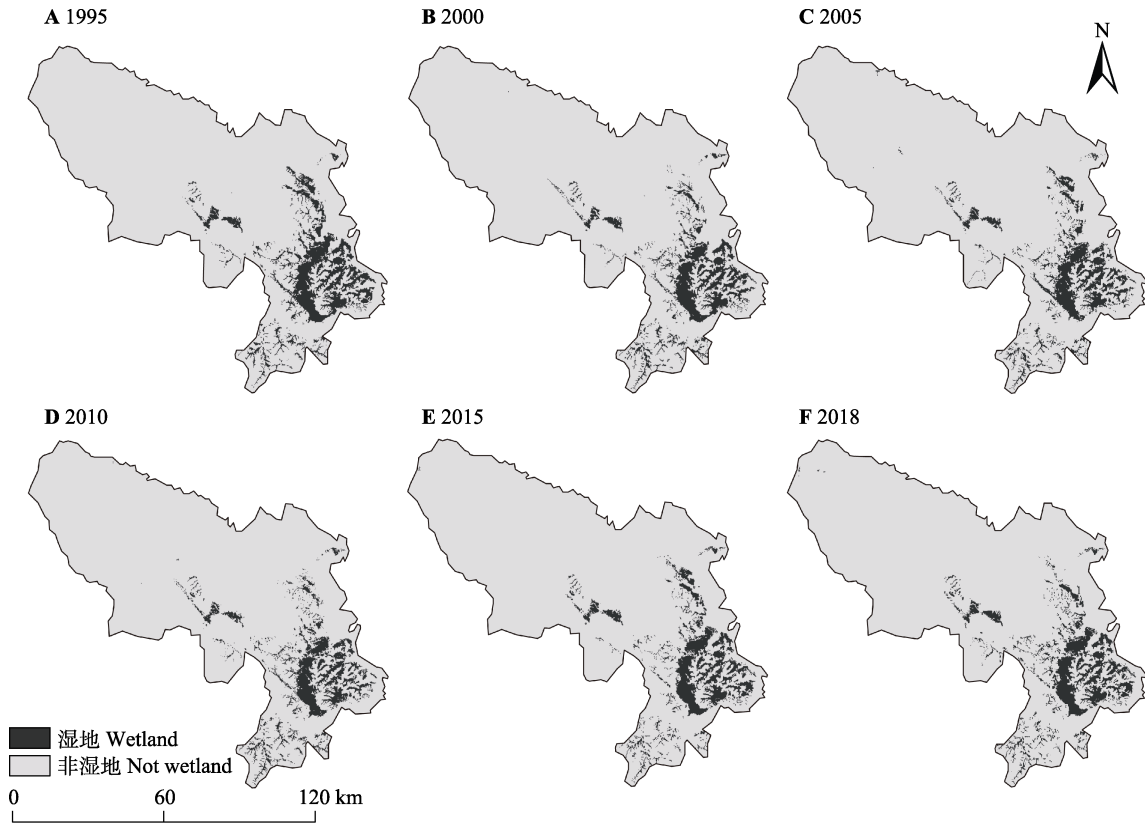 A 1995
B 2000
C 2005
N
D 2010
E 2015
F 2018
湿地 Wetland
非湿地 Not wetland
0 60 120 km